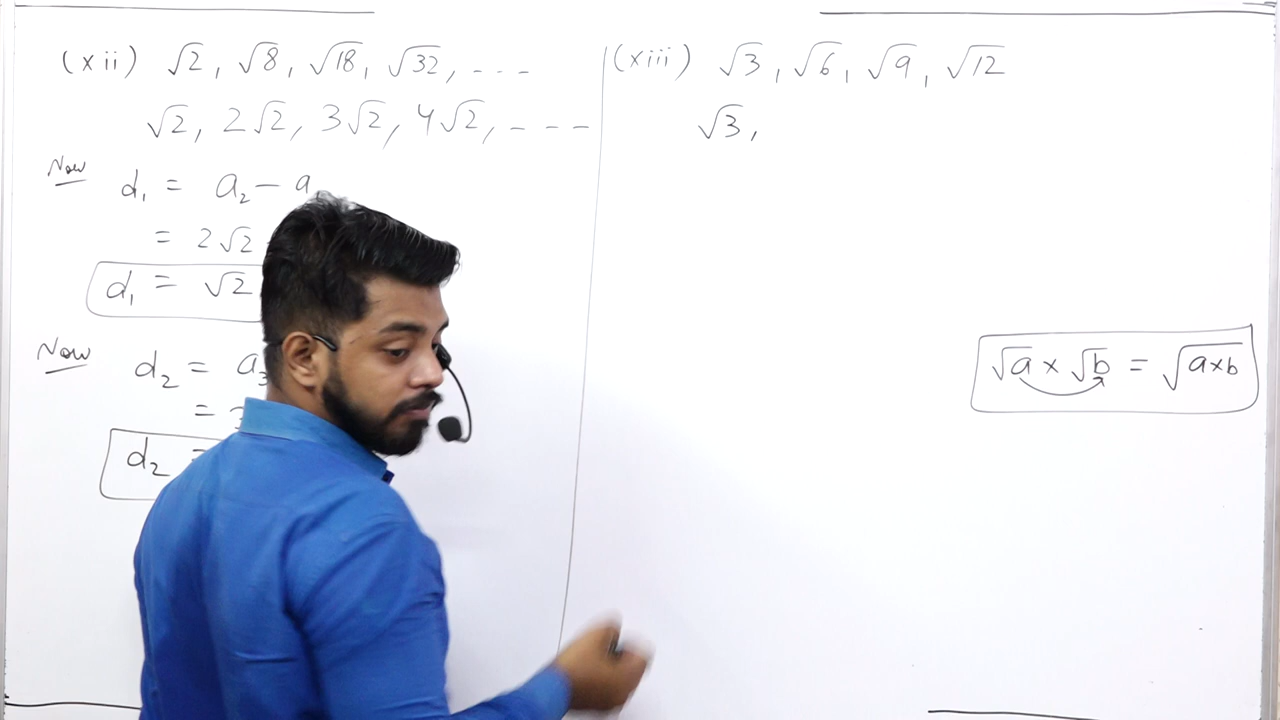 (xii) √2, √8, √18, √32, - - -
√2, 2√2, 3√2, 4√2, - - - -
Now d₁ = a₂ - a
= 2√2
d₁ = √2
Now d₂ = a₃
=
d₂ =
(xiii) √3, √6, √9, √12
√3,
√a × √b = √a×b